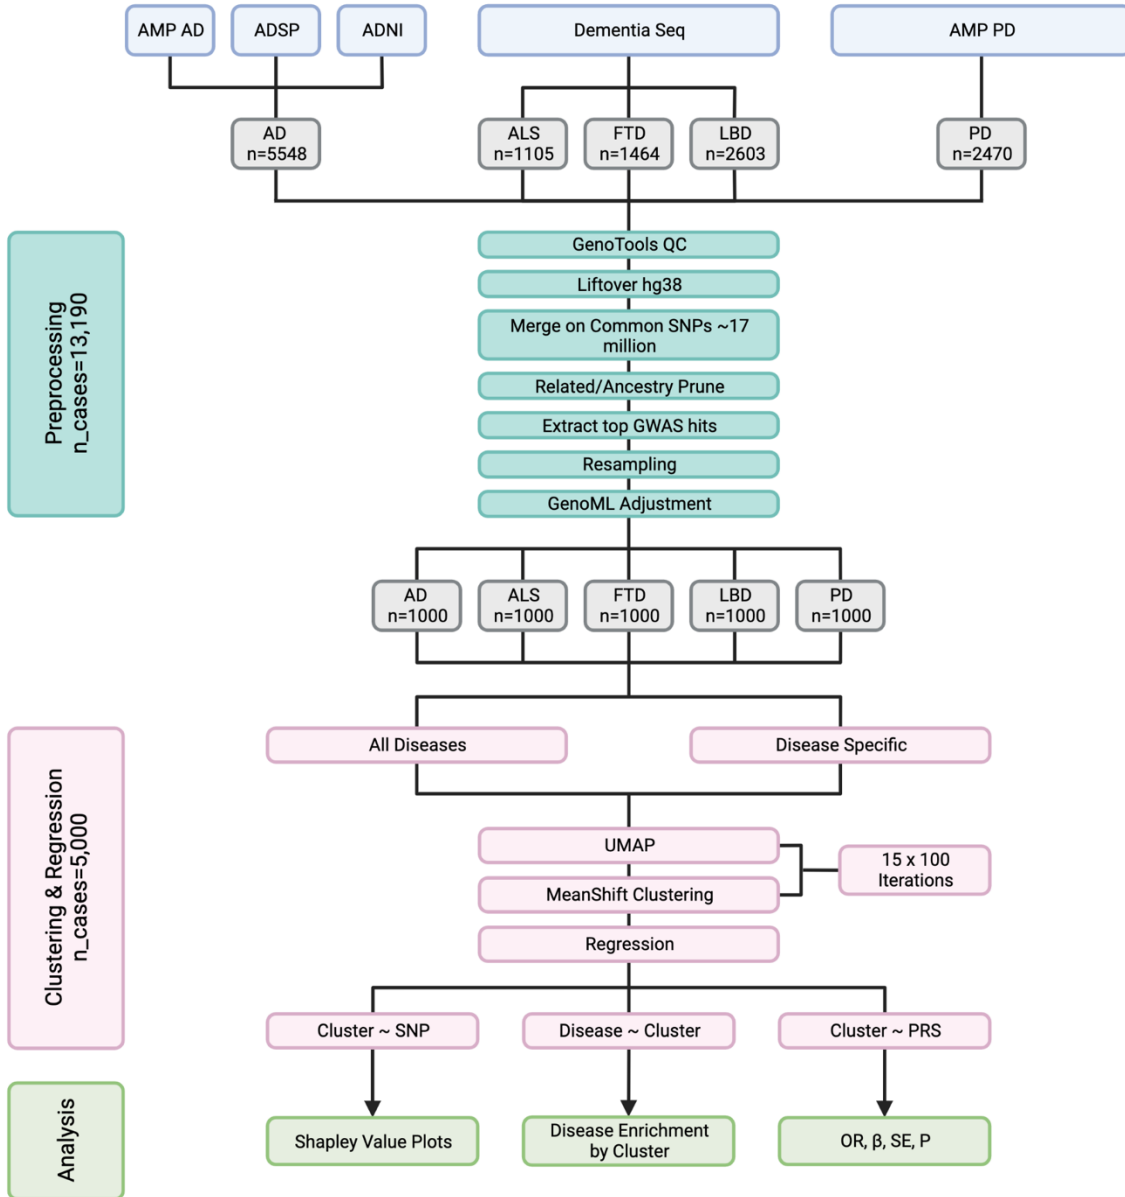 AMP AD
ADSP
ADNI
Dementia Seq
AMP PD
AD
n=5548
ALS
n=1105
FTD
n=1464
LBD
n=2603
PD
n=2470
Preprocessing
n_cases=13,190
GenoTools QC
Liftover hg38
Merge on Common SNPs ~17
million
Related/Ancestry Prune
Extract top GWAS hits
Resampling
GenoML Adjustment
AD
n=1000
ALS
n=1000
FTD
n=1000
LBD
n=1000
PD
n=1000
Clustering & Regression
n_cases=5,000
All Diseases
Disease Specific
UMAP
MeanShift Clustering
15 x 100
Iterations
Regression
Cluster ~ SNP
Disease ~ Cluster
Cluster ~ PRS
Analysis
Shapley Value Plots
Disease Enrichment
by Cluster
OR, β, SE, P